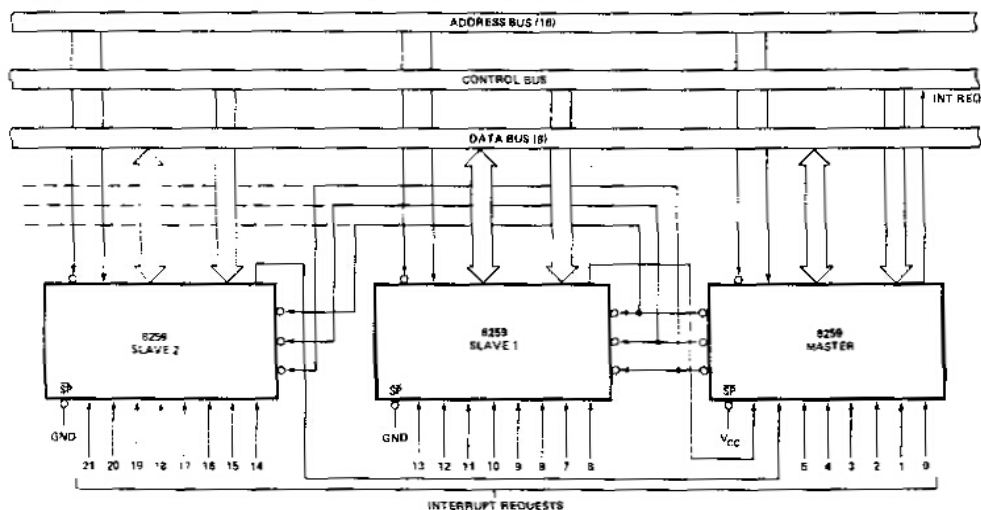 ADDRESS BUS (16)
CONTROL BUS
INT REQ
DATA BUS (8)
8259
SLAVE 2
8259
SLAVE 1
8259
MASTER
SP
SP
SP
GND
GND
VCC
21 20 19 18 17 16 15 14
13 12 11 10 9 8 7 6
5 4 3 2 1 0
INTERRUPT REQUESTS